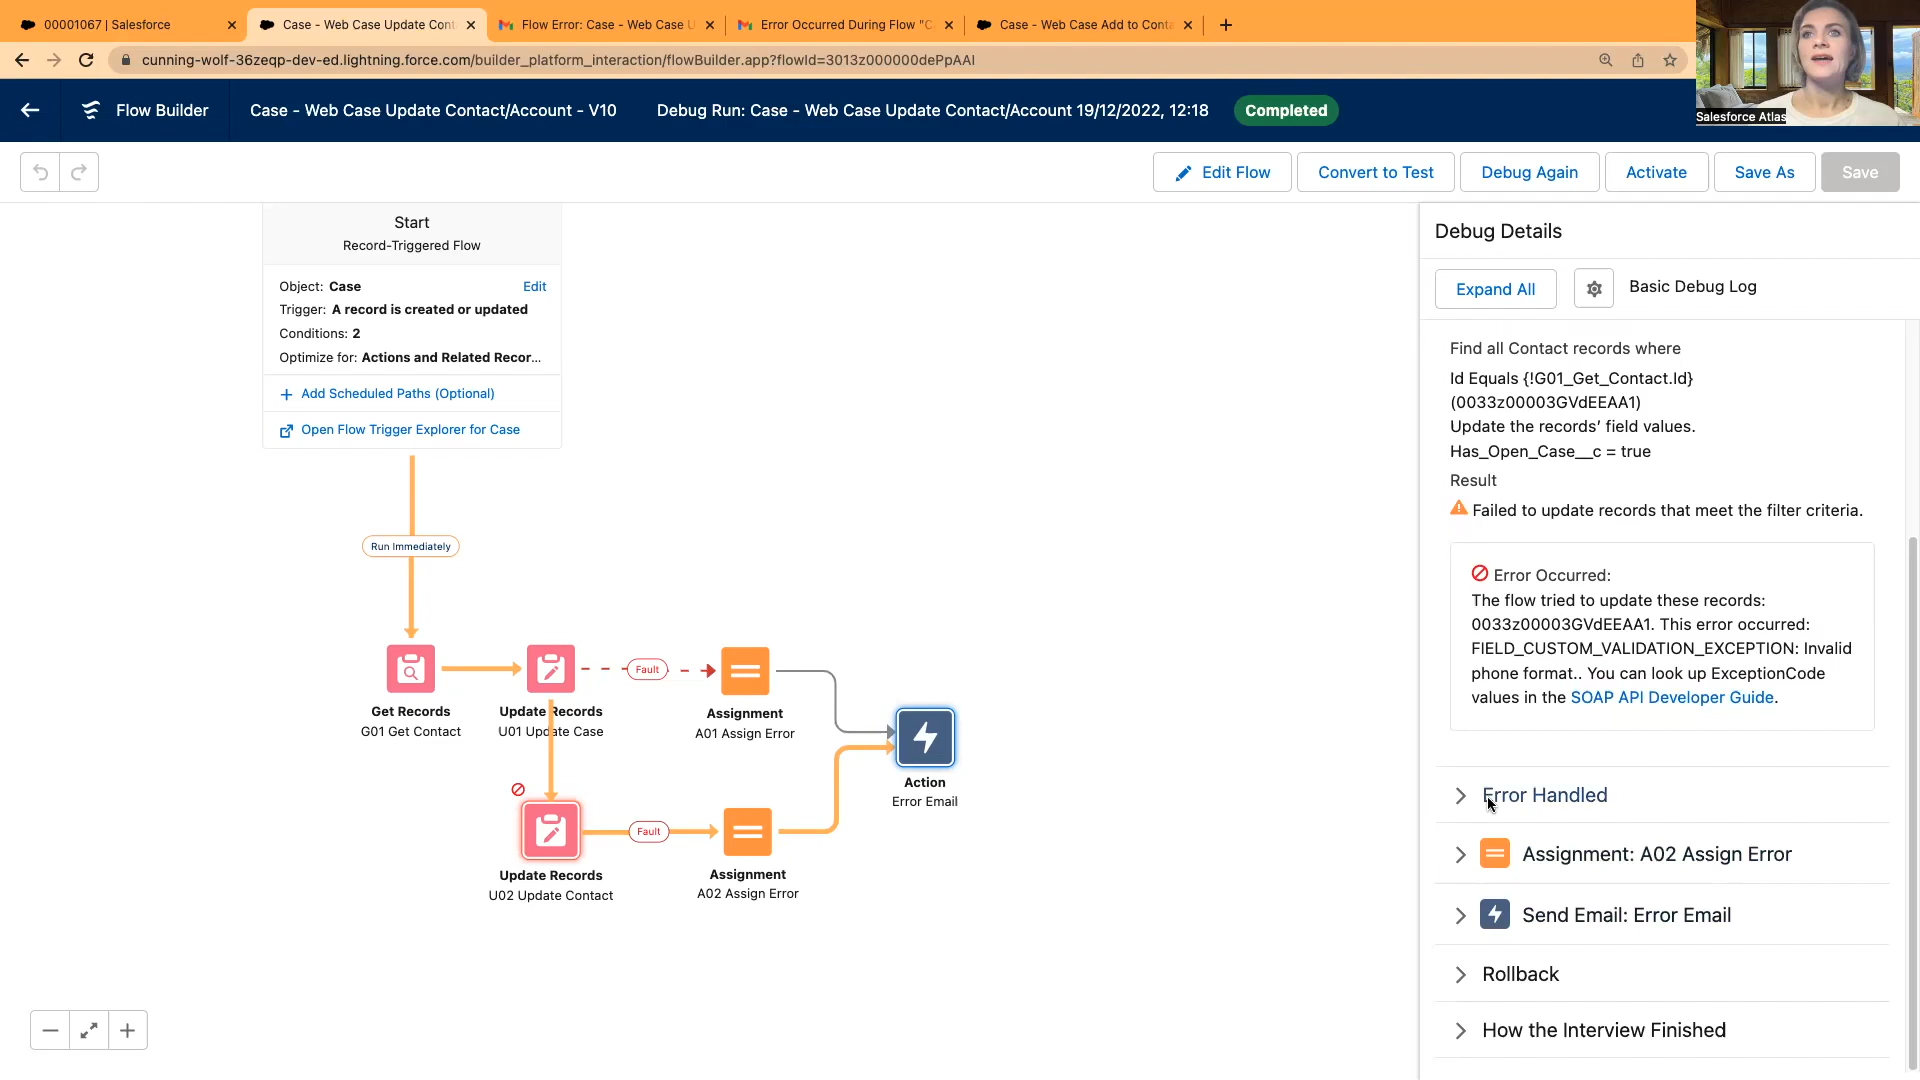 00001067 | Salesforce
Case - Web Case Update Cont
Flow Error: Case - Web Case U
Error Occurred During Flow "C
Case - Web Case Add to Conta
cunning-wolf-36zeqp-dev-ed.lightning.force.com/builder_platform_interaction/flowBuilder.app?flowId=3013z000000dePpAAI
Salesforce Atlas
Flow Builder
Case - Web Case Update Contact/Account - V10
Debug Run: Case - Web Case Update Contact/Account 19/12/2022, 12:18
Completed
Edit Flow
Convert to Test
Debug Again
Activate
Save As
Save
Start
Record-Triggered Flow
Object: Case
Edit
Trigger: A record is created or updated
Conditions: 2
Optimize for: Actions and Related Recor...
Add Scheduled Paths (Optional)
Open Flow Trigger Explorer for Case
Run Immediately
Fault
Get Records
G01 Get Contact
Update Records
U01 Update Case
Assignment
A01 Assign Error
Action
Error Email
Fault
Update Records
U02 Update Contact
Assignment
A02 Assign Error
Debug Details
Expand All
Basic Debug Log
Find all Contact records where
Id Equals {!G01_Get_Contact.Id}
(0033z00003GVdEEAA1)
Update the records’ field values.
Has_Open_Case__c = true
Result
Failed to update records that meet the filter criteria.
Error Occurred:
The flow tried to update these records:
0033z00003GVdEEAA1. This error occurred:
FIELD_CUSTOM_VALIDATION_EXCEPTION: Invalid
phone format.. You can look up ExceptionCode
values in the SOAP API Developer Guide.
Error Handled
Assignment: A02 Assign Error
Send Email: Error Email
Rollback
How the Interview Finished